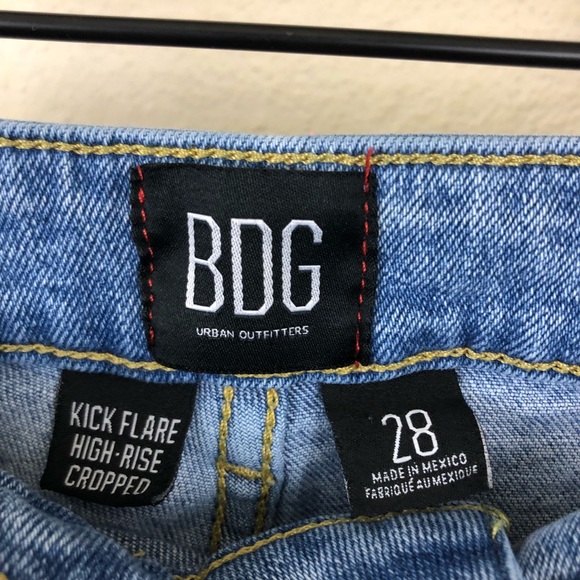 BDG
URBAN OUTFITTERS
KICK FLARE
HIGH-RISE
CROPPED
28
MADE IN MEXICO
FABRIQUÉ AU MEXIQUE